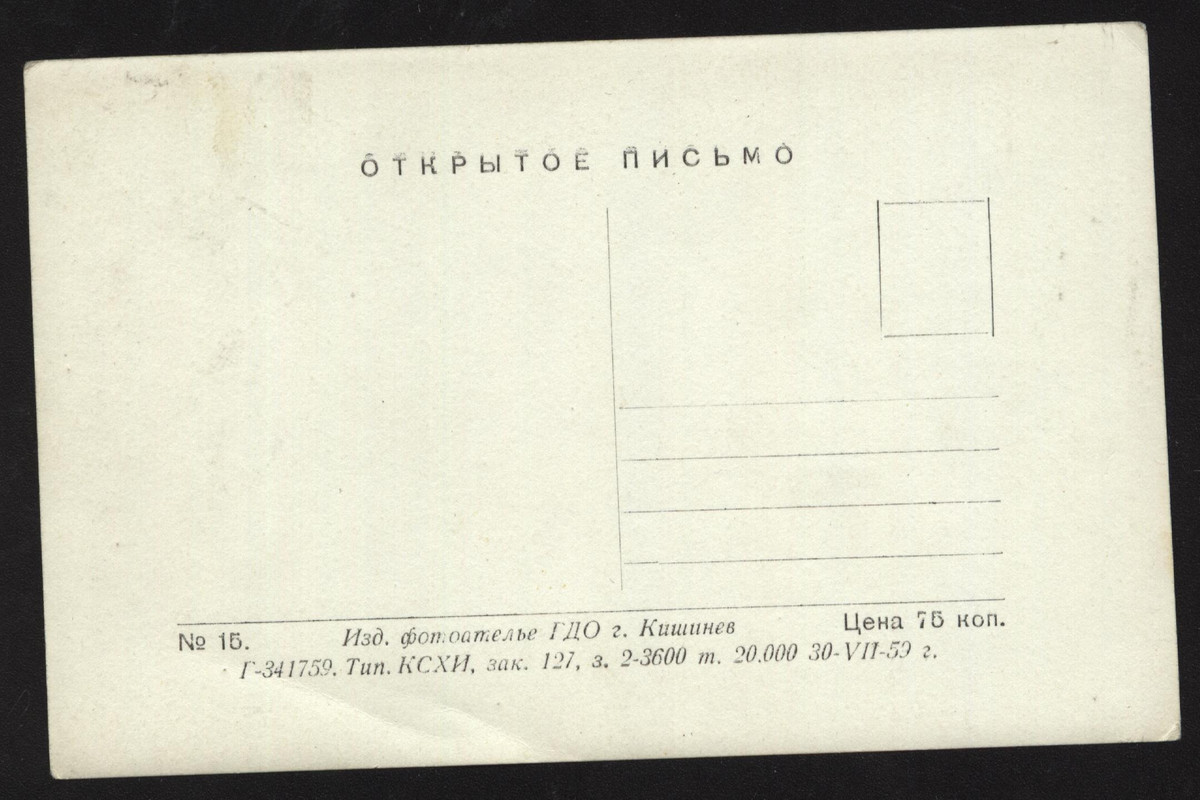 ОТКРЫТОЕ ПИСЬМО
№ 15. Изд. фотоателье ГДО г. Кишинев Цена 75 коп.
Г-341759. Тип. КСХИ, зак. 127, з. 2-3600 т. 20.000 30-VII-59 г.